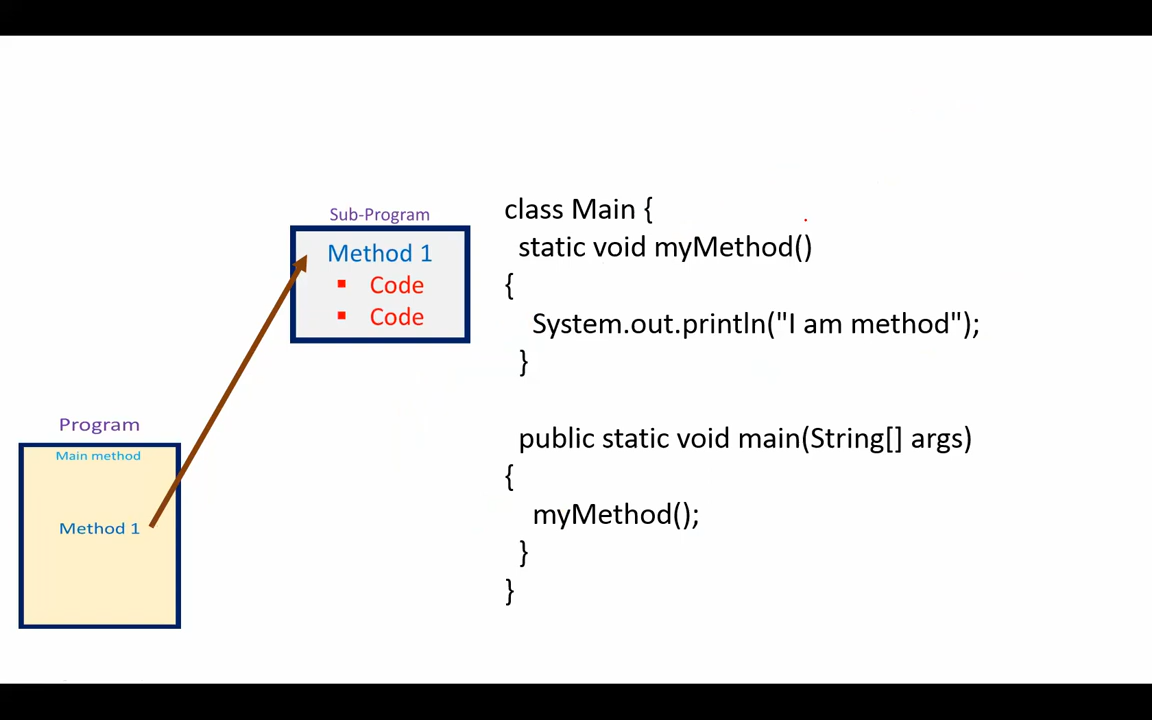 Sub-Program
Method 1
▪ Code
▪ Code
Program
Main method
Method 1
class Main {
static void myMethod()
{
System.out.println("I am method");
}
public static void main(String[] args)
{
myMethod();
}
}